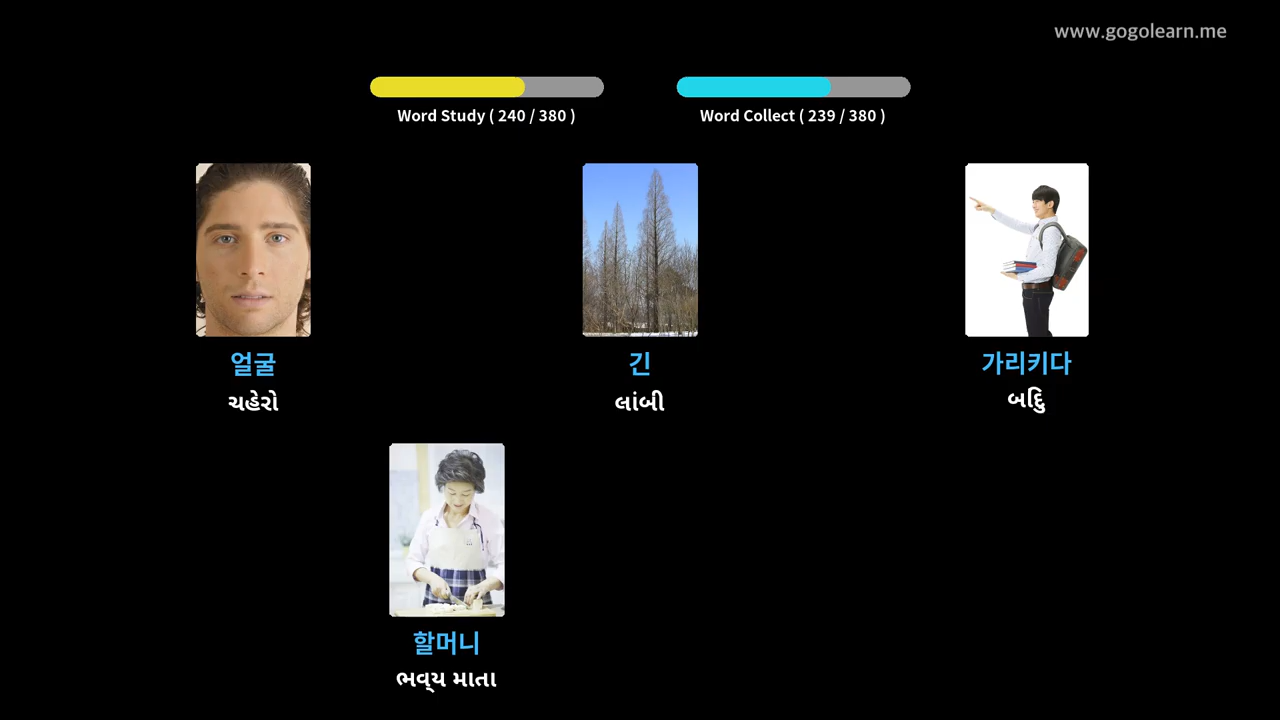 www.gogolearn.me
Word Study ( 240 / 380 )
Word Collect ( 239 / 380 )
얼굴
ચહેરો
긴
લાંબી
가리키다
બિંદુ
할머니
ભવ્ય માતા